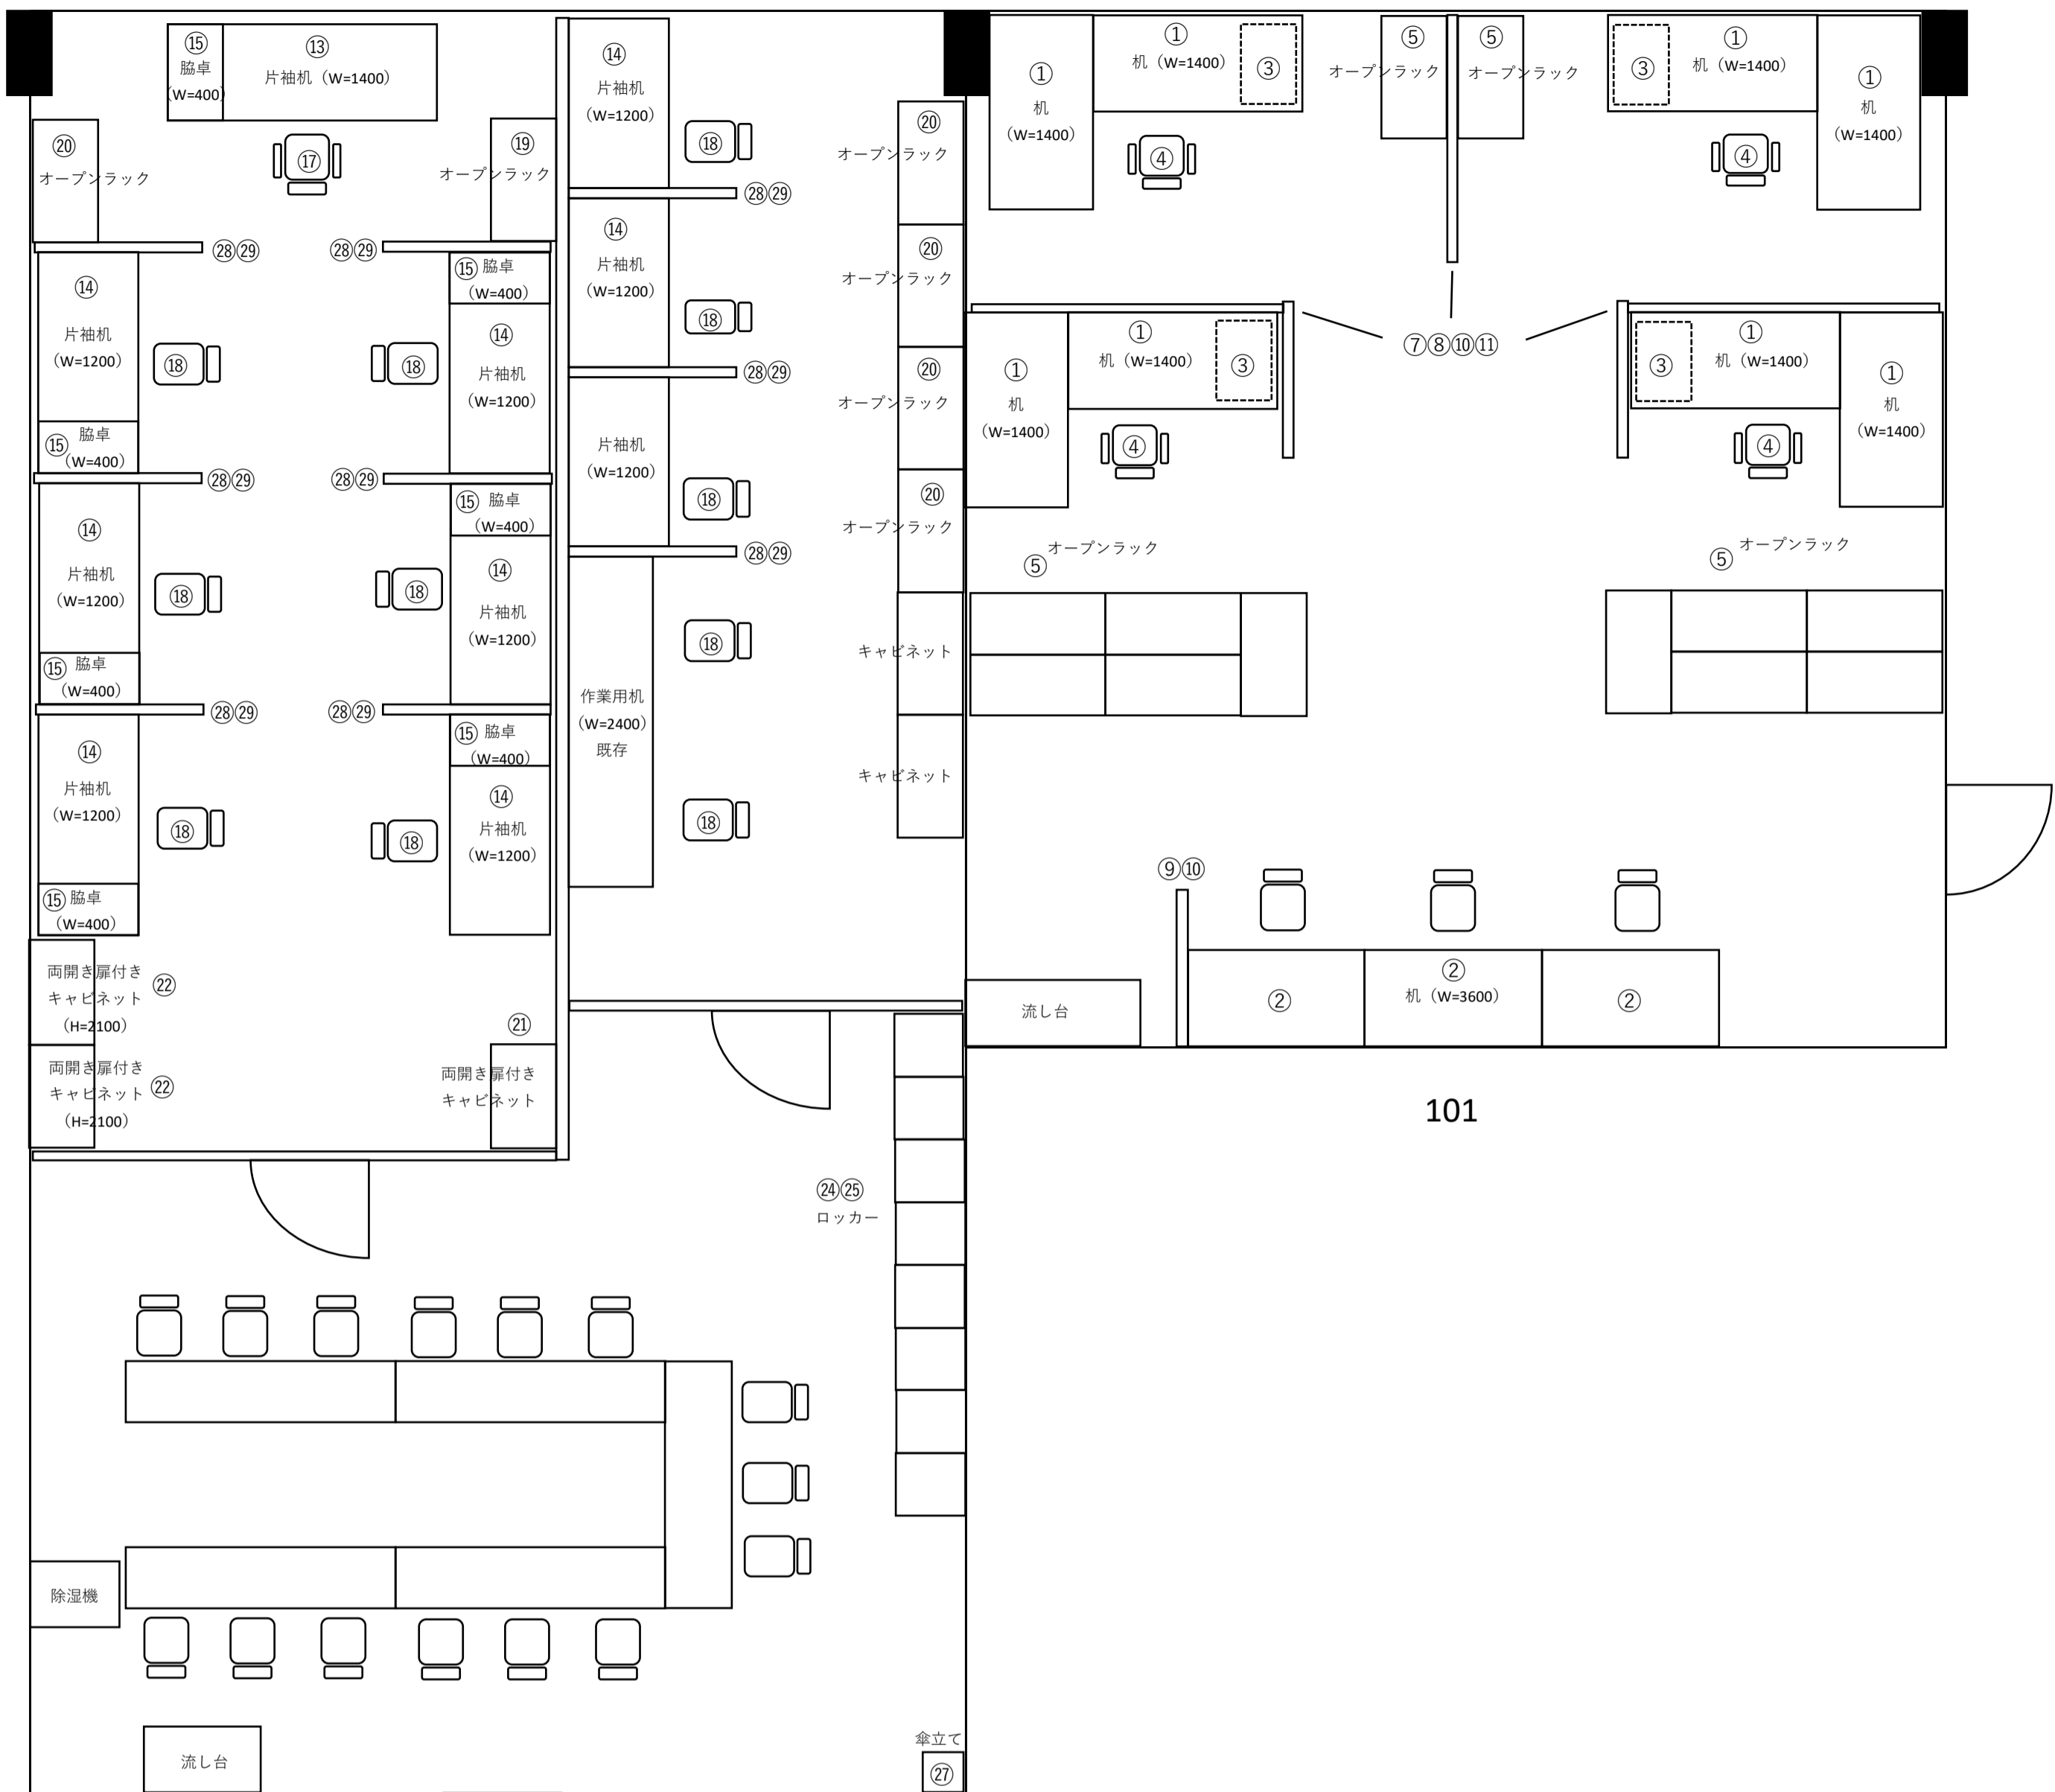 ⑮
脇卓
(W=400)
⑬
片袖机（W=1400）
⑳
オープンラック
⑰
⑲
オープンラック
㉘㉙
㉘㉙
⑭
片袖机
（W=1200）
⑱
⑮ 脇卓
（W=400）
⑱
⑮ 脇卓
（W=400）
⑭
片袖机
（W=1200）
㉘㉙
㉘㉙
⑭
片袖机
（W=1200）
⑱
⑮ 脇卓
（W=400）
⑱
⑮ 脇卓
（W=400）
⑭
片袖机
（W=1200）
㉘㉙
㉘㉙
⑭
片袖机
（W=1200）
⑱
⑮ 脇卓
（W=400）
⑱
⑮ 脇卓
（W=400）
⑭
片袖机
（W=1200）
両開き扉付き
キャビネット
（H=2100）
㉒
両開き扉付き
キャビネット
（H=2100）
㉒
㉑
両開き扉付き
キャビネット
⑭
片袖机
（W=1200）
⑱
㉘㉙
⑭
片袖机
（W=1200）
⑱
㉘㉙
片袖机
（W=1200）
⑱
㉘㉙
作業用机
（W=2400）
既存
⑱
⑱
⑳
オープンラック
⑳
オープンラック
⑳
オープンラック
⑳
オープンラック
キャビネット
キャビネット
①
机
（W=1400）
①
机（W=1400）
③
④
⑤
オープンラック
⑤
オープンラック
③
①
机（W=1400）
①
机
（W=1400）
④
①
机
（W=1400）
①
机（W=1400）
③
④
⑦⑧⑩⑪
③
①
机（W=1400）
①
机
（W=1400）
④
オープンラック
⑤
オープンラック
⑤
⑨⑩
流し台
②
②
机（W=3600）
②
101
㉔㉕
ロッカー
除湿機
流し台
傘立て
㉗